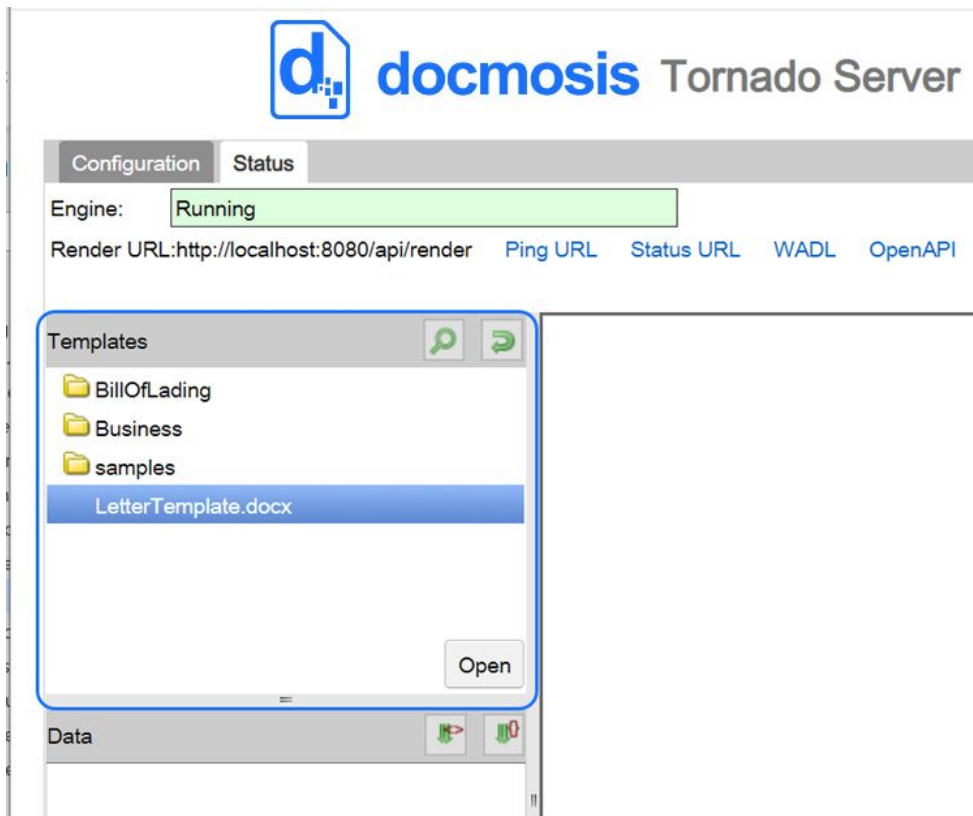 docmosis Tornado Server
Configuration Status
Engine: Running
Render URL:http://localhost:8080/api/render Ping URL Status URL WADL OpenAPI
Templates
BillOfLading
Business
samples
LetterTemplate.docx
Open
Data